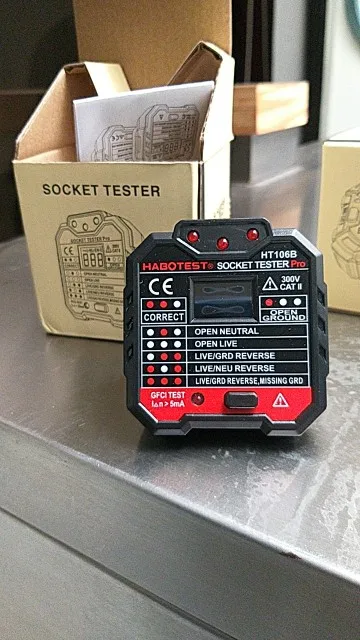 SOCKET TESTER
HT106B
HABOTEST® SOCKET TESTER Pro
CE
300V
CAT II
CORRECT
OPEN
GROUND
OPEN NEUTRAL
OPEN LIVE
LIVE/GRD REVERSE
LIVE/NEU REVERSE
LIVE/GRD REVERSE,MISSING GRD
GFCI TEST
I△n > 5mA